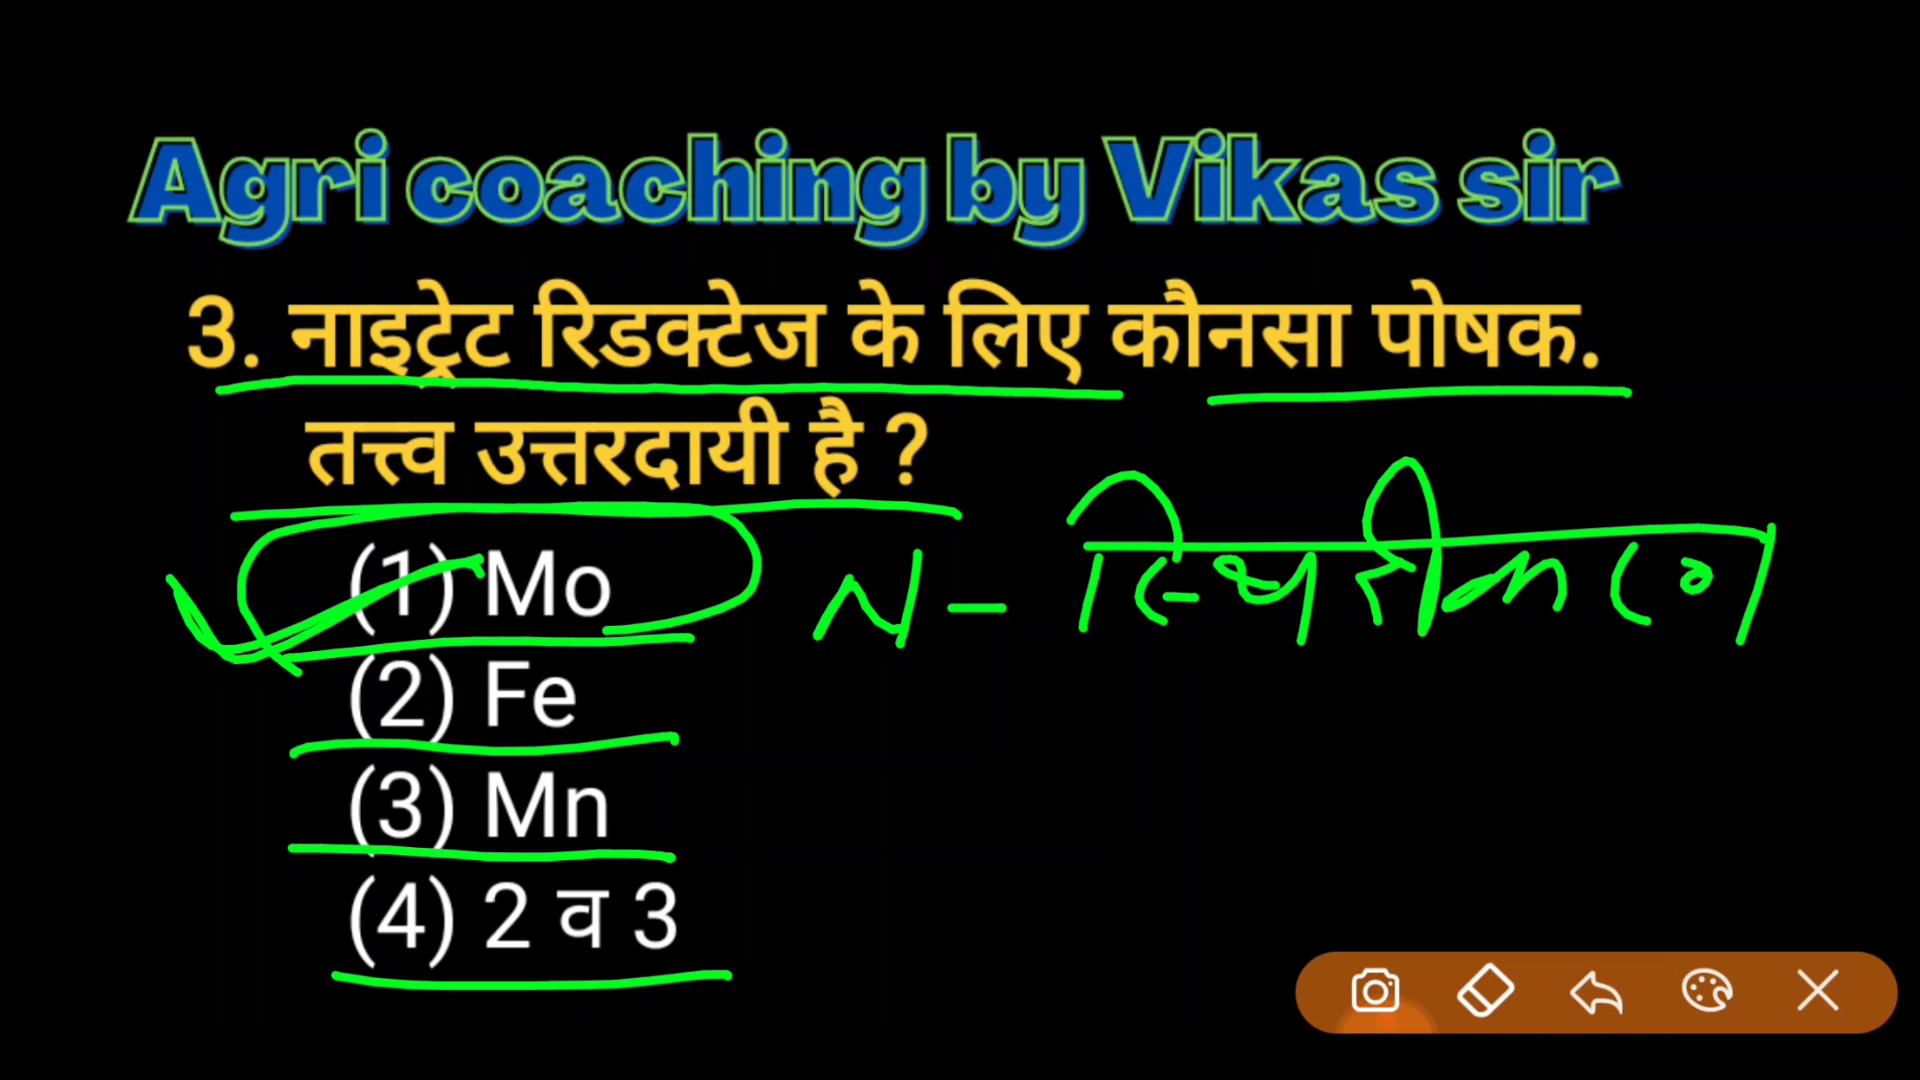 Agri coaching by Vikas sir
3. नाइट्रेट रिडक्टेज के लिए कौनसा पोषक.
तत्त्व उत्तरदायी है ?
(1) Mo
N - स्थिरीकरण
(2) Fe
(3) Mn
(4) 2 व 3